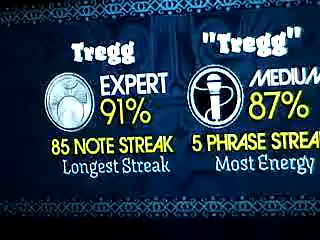 Tregg
EXPERT
91%
85 NOTE STREAK
Longest Streak
"Tregg"
MEDIUM
87%
5 PHRASE STREA
Most Energy